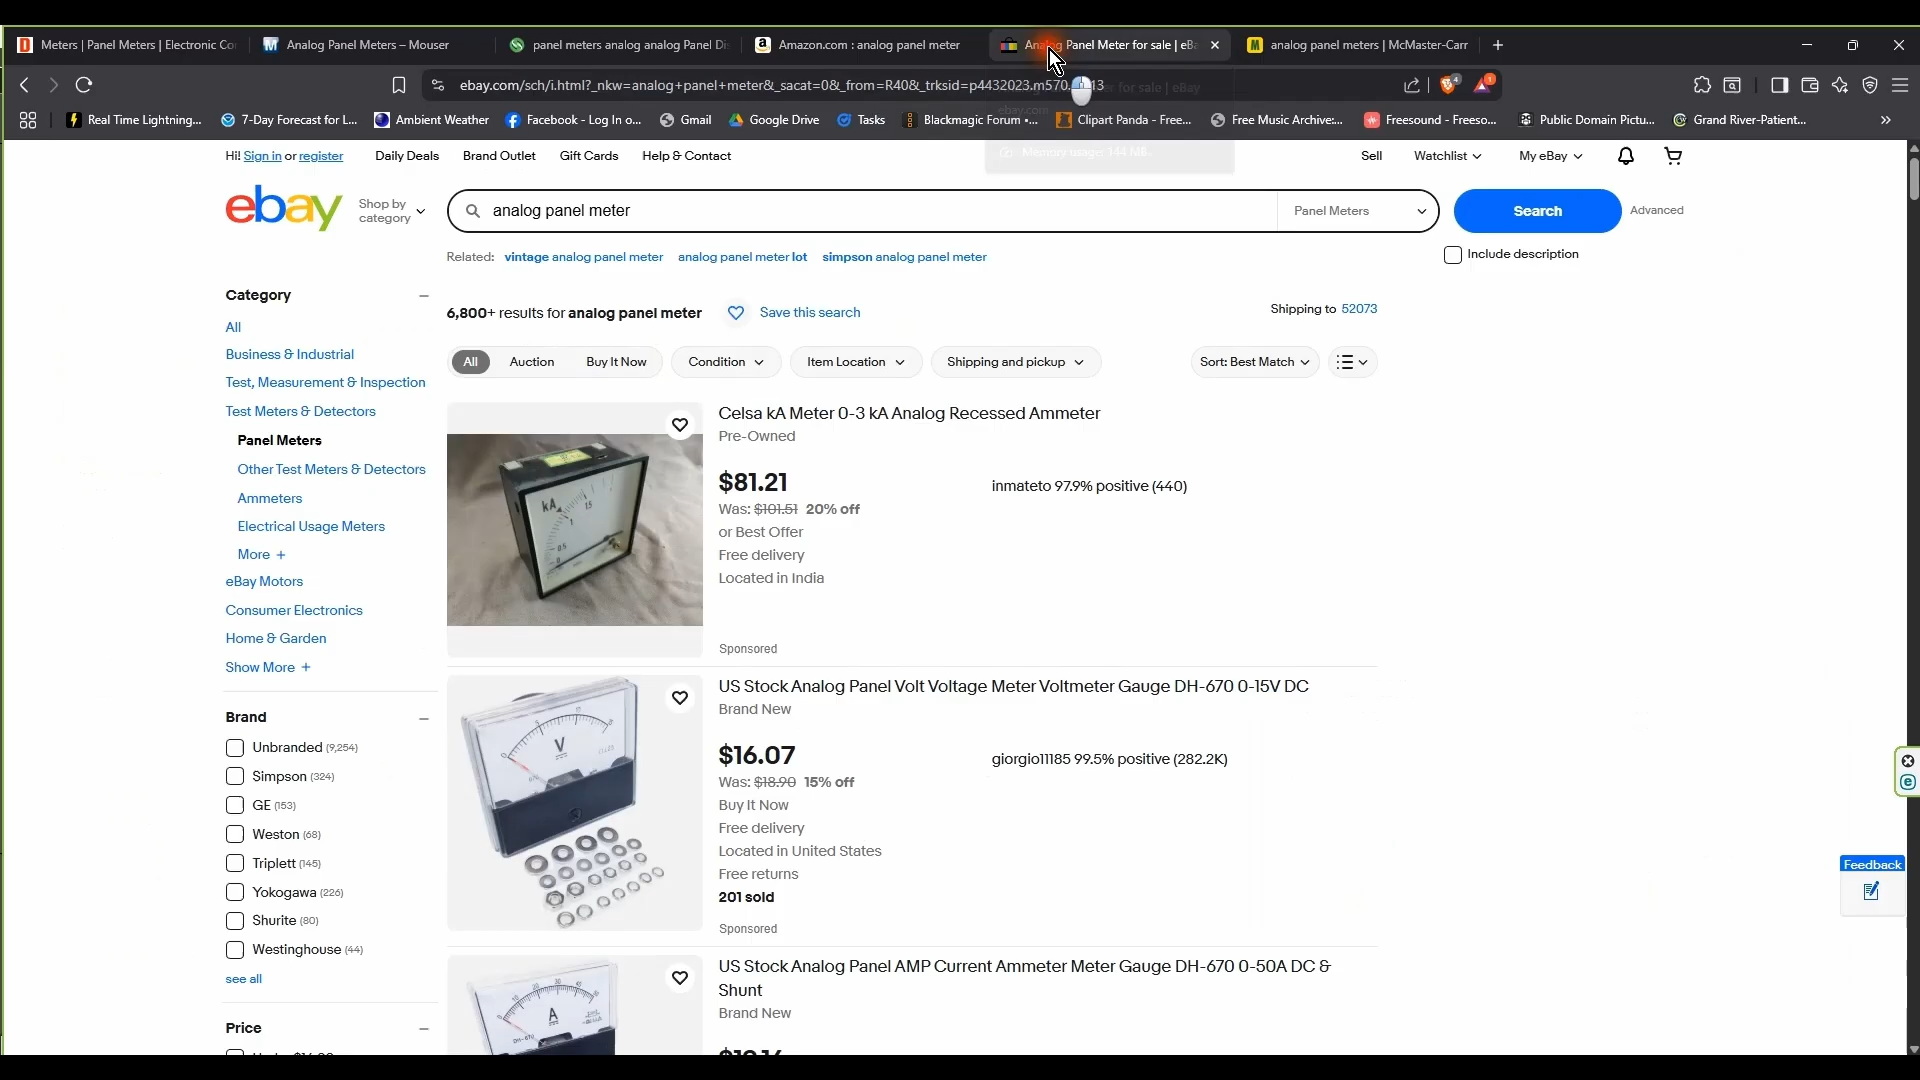 Meters | Panel Meters | Electronic Co
Analog Panel Meters – Mouser
panel meters analog analog Panel Di
Amazon.com : analog panel meter
Analog Panel Meter for sale | eBa
analog panel meters | McMaster-Carr
ebay.com/sch/i.html?_nkw=analog+panel+meter&_sacat=0&_from=R40&_trksid=p4432023.m570.
13
Real Time Lightning...
7-Day Forecast for L...
Ambient Weather
Facebook - Log In o...
Gmail
Google Drive
Tasks
Blackmagic Forum •...
Clipart Panda - Free...
Free Music Archive:...
Freesound - Freeso...
Public Domain Pictu...
Grand River-Patient...
Memory usage: 144 MB
Hi! Sign in or register
Daily Deals
Brand Outlet
Gift Cards
Help & Contact
Sell
Watchlist
My eBay
ebay
Shop by
category
analog panel meter
Panel Meters
Search
Advanced
Related: vintage analog panel meter
analog panel meter lot
simpson analog panel meter
Include description
Category
All
Business & Industrial
Test, Measurement & Inspection
Test Meters & Detectors
Panel Meters
Other Test Meters & Detectors
Ammeters
Electrical Usage Meters
More +
eBay Motors
Consumer Electronics
Home & Garden
Show More +
Brand
Unbranded (9,254)
Simpson (324)
GE (153)
Weston (68)
Triplett (145)
Yokogawa (226)
Shurite (80)
Westinghouse (44)
see all
Price
6,800+ results for analog panel meter
Save this search
Shipping to 52073
All
Auction
Buy It Now
Condition
Item Location
Shipping and pickup
Sort: Best Match
Celsa kA Meter 0-3 kA Analog Recessed Ammeter
Pre-Owned
$81.21
Was: $101.51 20% off
or Best Offer
Free delivery
Located in India
inmateto 97.9% positive (440)
Sponsored
kA
US Stock Analog Panel Volt Voltage Meter Voltmeter Gauge DH-670 0-15V DC
Brand New
$16.07
Was: $18.90 15% off
Buy It Now
Free delivery
Located in United States
Free returns
201 sold
giorgio11185 99.5% positive (282.2K)
Sponsored
V
US Stock Analog Panel AMP Current Ammeter Meter Gauge DH-670 0-50A DC &
Shunt
Brand New
A
DH-670
Feedback